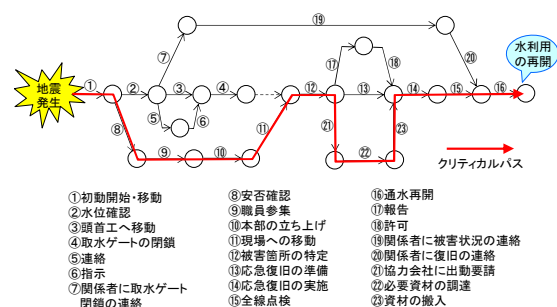 ⑲
水利用
の再開
⑦
⑰
⑱
⑳
地震
発生
①
②
③
④
⑫
⑬
⑭
⑮
⑯
⑤
⑥
⑧
⑪
㉑
㉓
⑨
⑩
㉒
クリティカルパス
①初動開始・移動
②水位確認
③頭首工へ移動
④取水ゲートの閉鎖
⑤連絡
⑥指示
⑦関係者に取水ゲート
閉鎖の連絡
⑧安否確認
⑨職員参集
⑩本部の立ち上げ
⑪現場への移動
⑫被害箇所の特定
⑬応急復旧の準備
⑭応急復旧の実施
⑮全線点検
⑯通水再開
⑰報告
⑱許可
⑲関係者に被害状況の連絡
⑳関係者に復旧の連絡
㉑協力会社に出動要請
㉒必要資材の調達
㉓資材の搬入